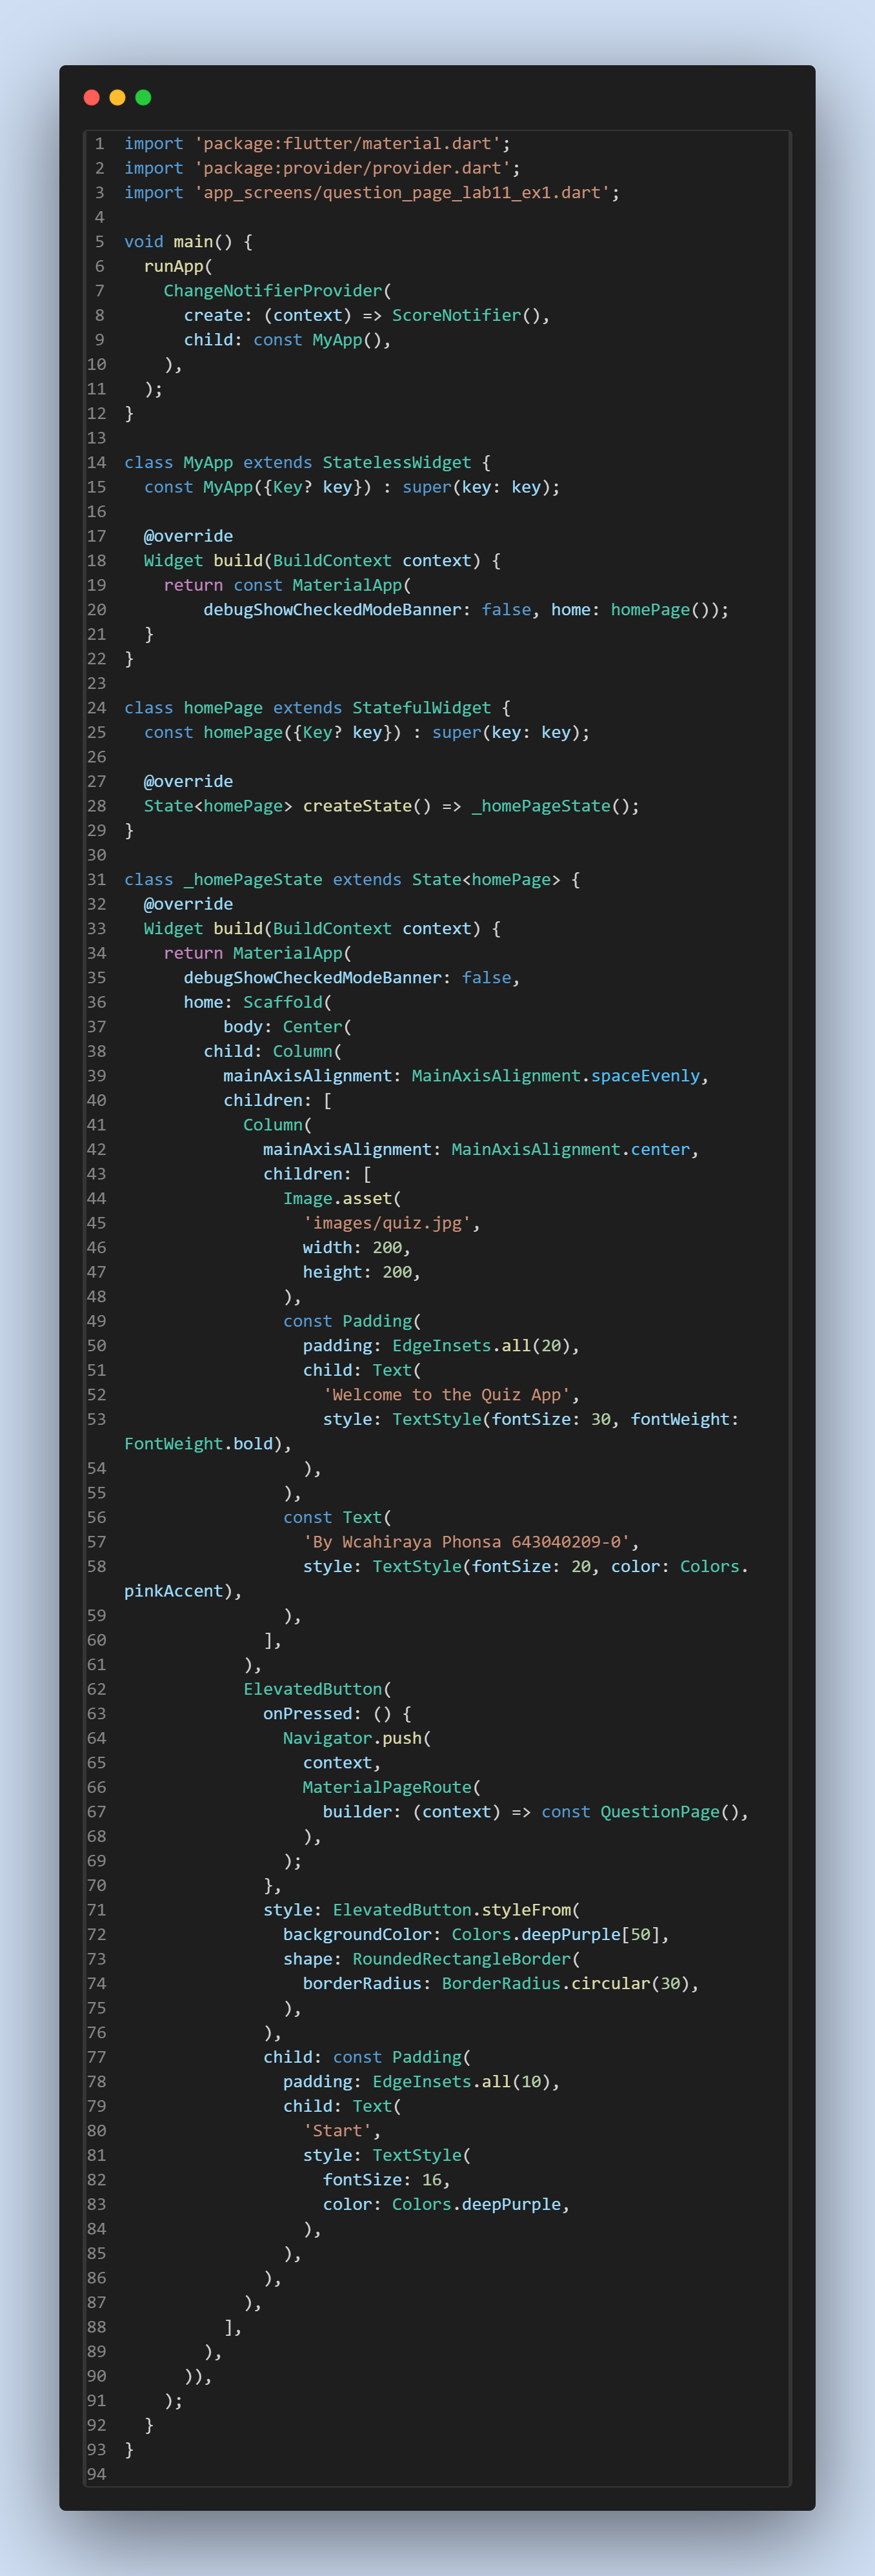 1 import 'package:flutter/material.dart';
2 import 'package:provider/provider.dart';
3 import 'app_screens/question_page_lab11_ex1.dart';
4
5 void main() {
6   runApp(
7     ChangeNotifierProvider(
8       create: (context) => ScoreNotifier(),
9       child: const MyApp(),
10     ),
11   );
12 }
13
14 class MyApp extends StatelessWidget {
15   const MyApp({Key? key}) : super(key: key);
16
17   @override
18   Widget build(BuildContext context) {
19     return const MaterialApp(
20         debugShowCheckedModeBanner: false, home: homePage());
21   }
22 }
23
24 class homePage extends StatefulWidget {
25   const homePage({Key? key}) : super(key: key);
26
27   @override
28   State<homePage> createState() => _homePageState();
29 }
30
31 class _homePageState extends State<homePage> {
32   @override
33   Widget build(BuildContext context) {
34     return MaterialApp(
35       debugShowCheckedModeBanner: false,
36       home: Scaffold(
37           body: Center(
38         child: Column(
39           mainAxisAlignment: MainAxisAlignment.spaceEvenly,
40           children: [
41             Column(
42               mainAxisAlignment: MainAxisAlignment.center,
43               children: [
44                 Image.asset(
45                   'images/quiz.jpg',
46                   width: 200,
47                   height: 200,
48                 ),
49                 const Padding(
50                   padding: EdgeInsets.all(20),
51                   child: Text(
52                     'Welcome to the Quiz App',
53                     style: TextStyle(fontSize: 30, fontWeight:
FontWeight.bold),
54                   ),
55                 ),
56                 const Text(
57                   'By Wcahiraya Phonsa 643040209-0',
58                   style: TextStyle(fontSize: 20, color: Colors.
pinkAccent),
59                 ),
60               ],
61             ),
62             ElevatedButton(
63               onPressed: () {
64                 Navigator.push(
65                   context,
66                   MaterialPageRoute(
67                     builder: (context) => const QuestionPage(),
68                   ),
69                 );
70               },
71               style: ElevatedButton.styleFrom(
72                 backgroundColor: Colors.deepPurple[50],
73                 shape: RoundedRectangleBorder(
74                   borderRadius: BorderRadius.circular(30),
75                 ),
76               ),
77               child: const Padding(
78                 padding: EdgeInsets.all(10),
79                 child: Text(
80                   'Start',
81                   style: TextStyle(
82                     fontSize: 16,
83                     color: Colors.deepPurple,
84                   ),
85                 ),
86               ),
87             ),
88           ],
89         ),
90       )),
91     );
92   }
93 }
94